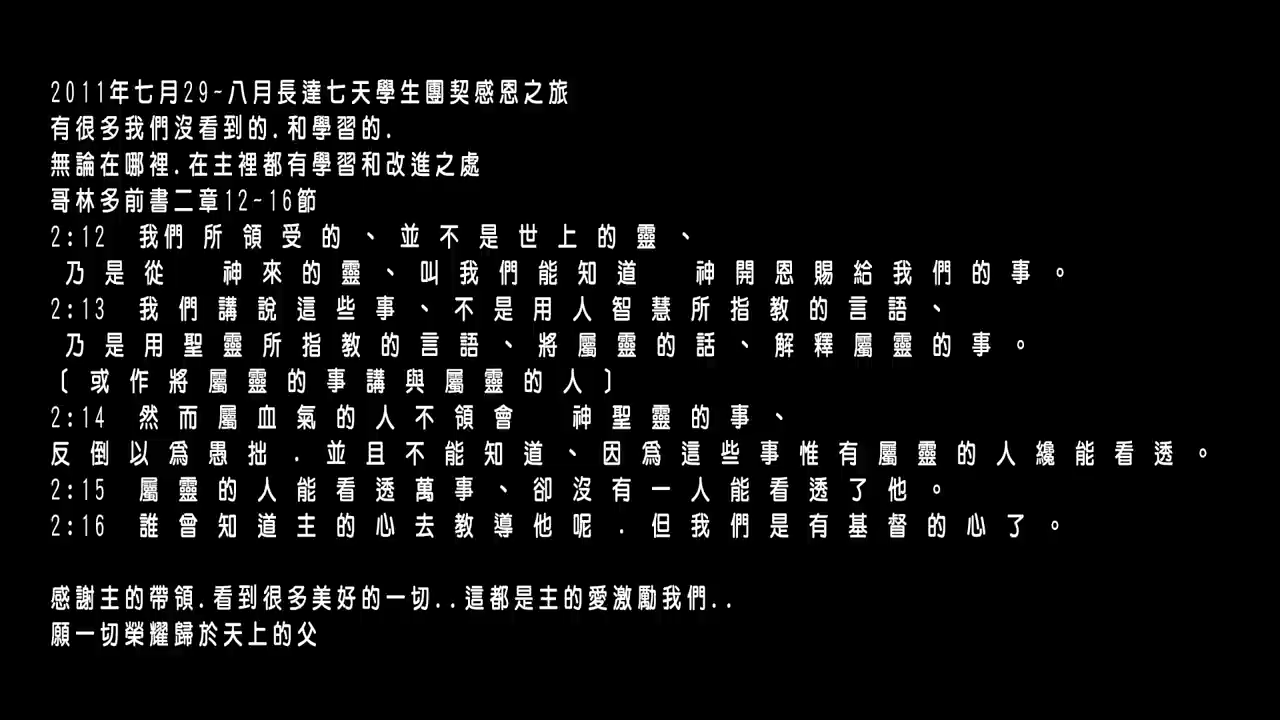 2011年七月29~八月長達七天學生團契感恩之旅
有很多我們沒看到的.和學習的.
無論在哪裡.在主裡都有學習和改進之處
哥林多前書二章12~16節
2:12 我們所領受的、並不是世上的靈、
乃是從 神來的靈、叫我們能知道 神開恩賜給我們的事。
2:13 我們講說這些事、不是用人智慧所指教的言語、
乃是用聖靈所指教的言語、將屬靈的話、解釋屬靈的事。
〔或作將屬靈的事講與屬靈的人〕
2:14 然而屬血氣的人不領會 神聖靈的事、
反倒以為愚拙.並且不能知道、因為這些事惟有屬靈的人纔能看透。
2:15 屬靈的人能看透萬事、卻沒有一人能看透了他。
2:16 誰曾知道主的心去教導他呢.但我們是有基督的心了。
感謝主的帶領.看到很多美好的一切..這都是主的愛激勵我們..
願一切榮耀歸於天上的父